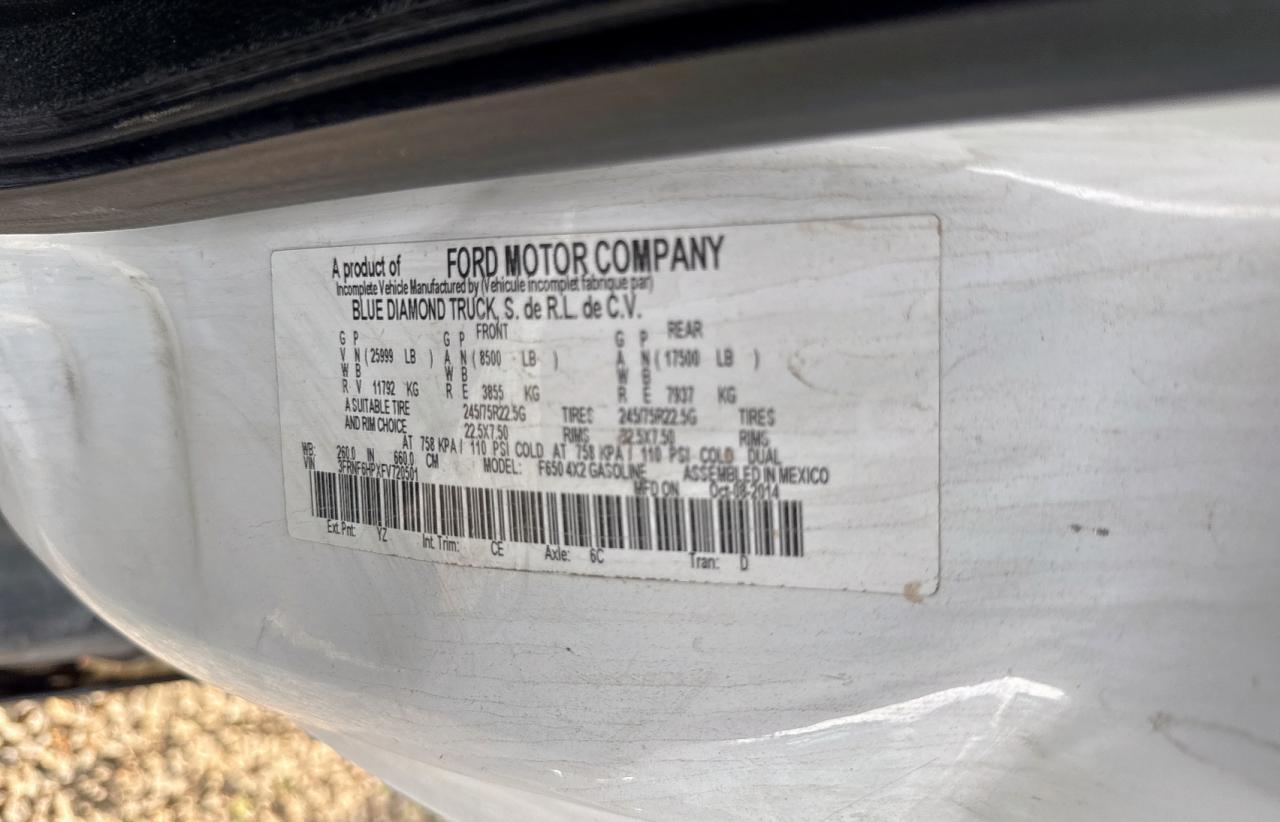 A product of FORD MOTOR COMPANY
Incomplete Vehicle Manufactured by (Vehicule incomplet fabrique par)
BLUE DIAMOND TRUCK, S. de R.L. de C.V.
FRONT REAR
G P G P G P
V N (25999 LB ) A N (8500 LB ) A N (17500 LB )
W B W B W B
R V 11792 KG R E 3855 KG R E 7937 KG
A SUITABLE TIRE 245/75R22.5G TIRES 245/75R22.5G TIRES
AND RIM CHOICE 22.5X7.50 RIMS 22.5X7.50 RIMS
AT 758 KPA / 110 PSI COLD AT 758 KPA / 110 PSI COLD DUAL
WB: 260.0 IN 660.0 CM MODEL: F650 4X2 GASOLINE ASSEMBLED IN MEXICO
VIN 3FRNF6HPXFV720501 MFD ON Oct-08-2014
Ext. Pnt: YZ Int. Trim: CE Axle: 6C Tran: D